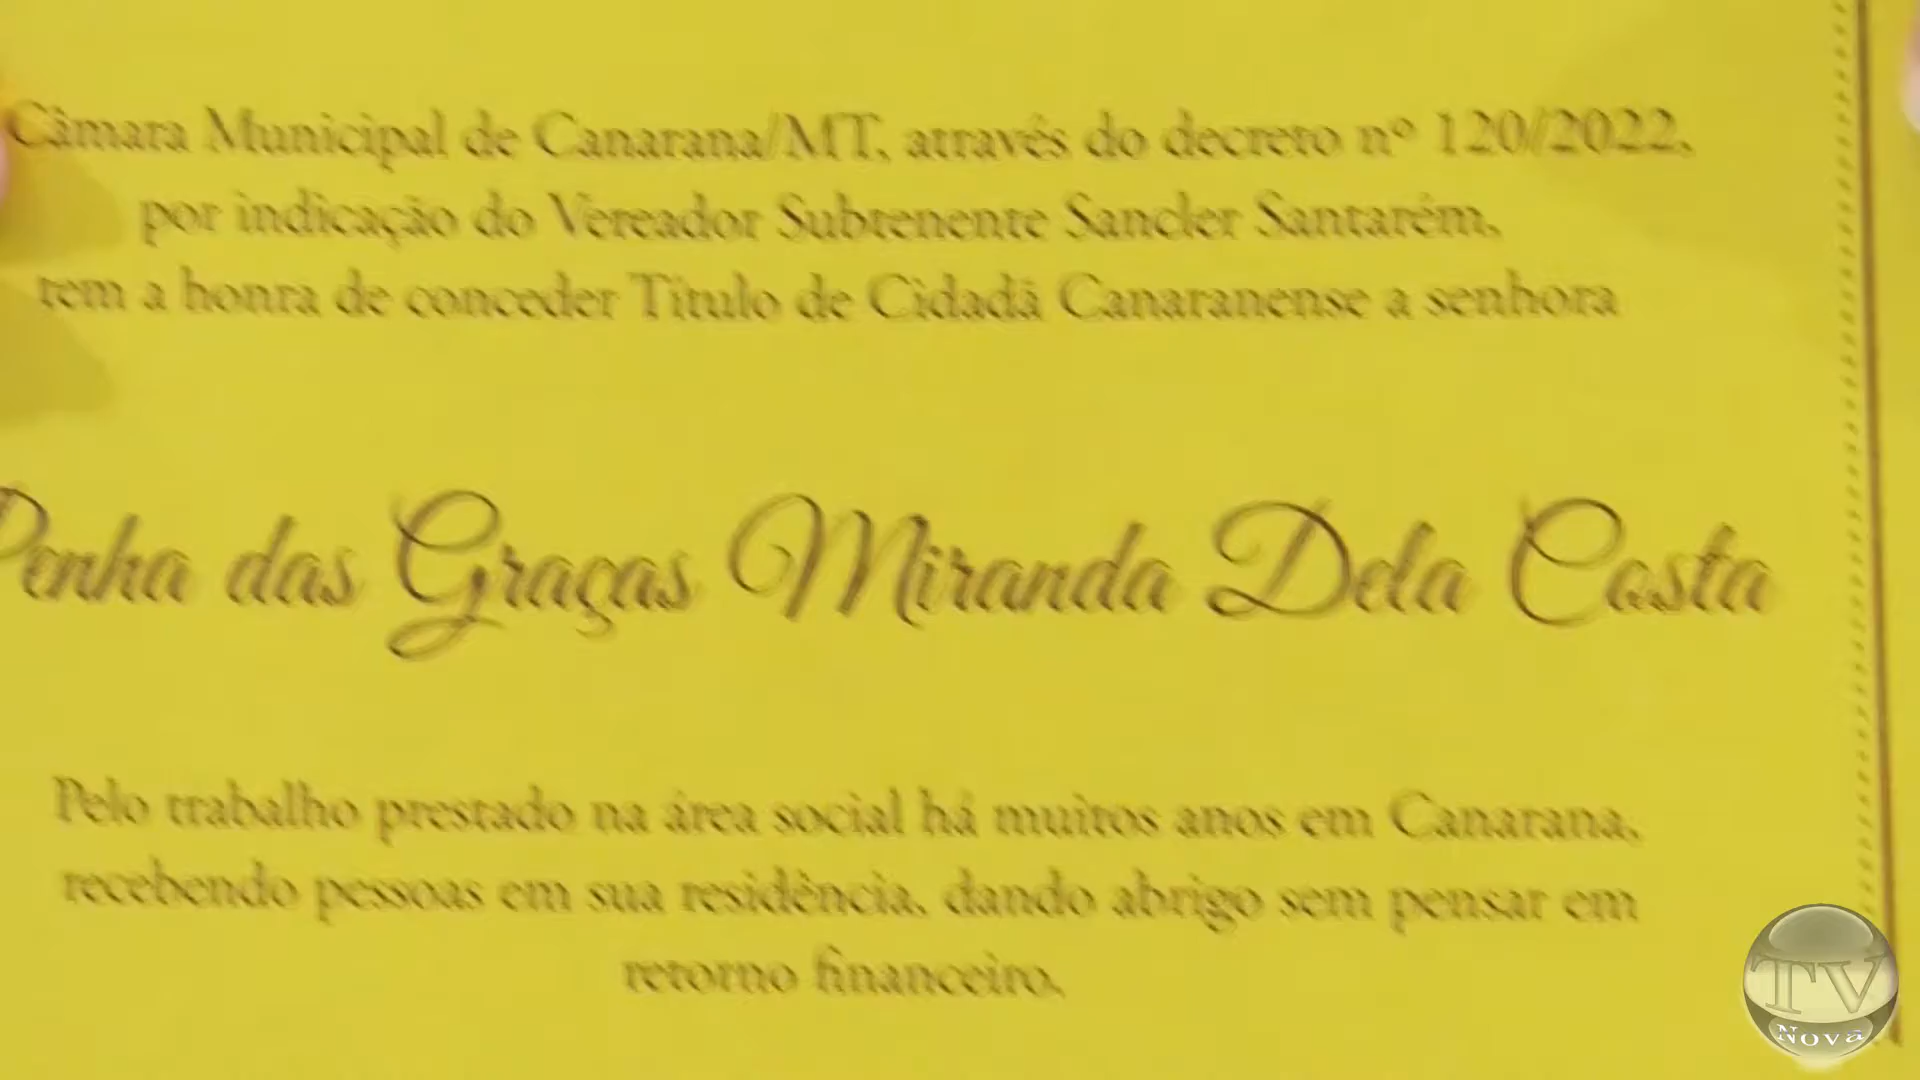 Câmara Municipal de Canarana/MT, através do decreto nº 120/2022,
por indicação do Vereador Subtenente Sancler Santarém,
tem a honra de conceder Titulo de Cidadã Canaranense a senhora
Penha das Graças Miranda Dela Costa
Pelo trabalho prestado na área social há muitos anos em Canarana,
recebendo pessoas em sua residência, dando abrigo sem pensar em
retorno financeiro.
TV
Nova